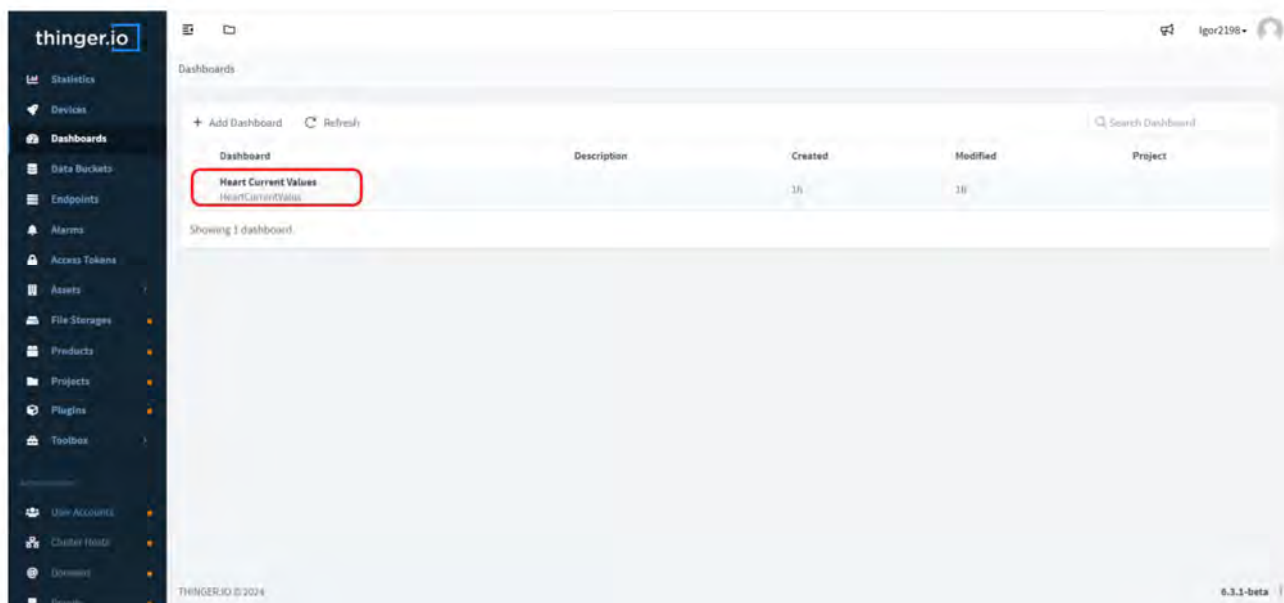 thinger.io
Igor2198
Statistics
Devices
Dashboards
Data Buckets
Endpoints
Alarms
Access Tokens
Assets
File Storages
Products
Projects
Plugins
Toolbox
User Accounts
Cluster Hosts
Domains
Dashboards
+ Add Dashboard Refresh Search Dashboard
Dashboard Description Created Modified Project
Heart Current Values 1h 1h
Showing 1 dashboard
THINGER.IO © 2024 6.3.1-beta